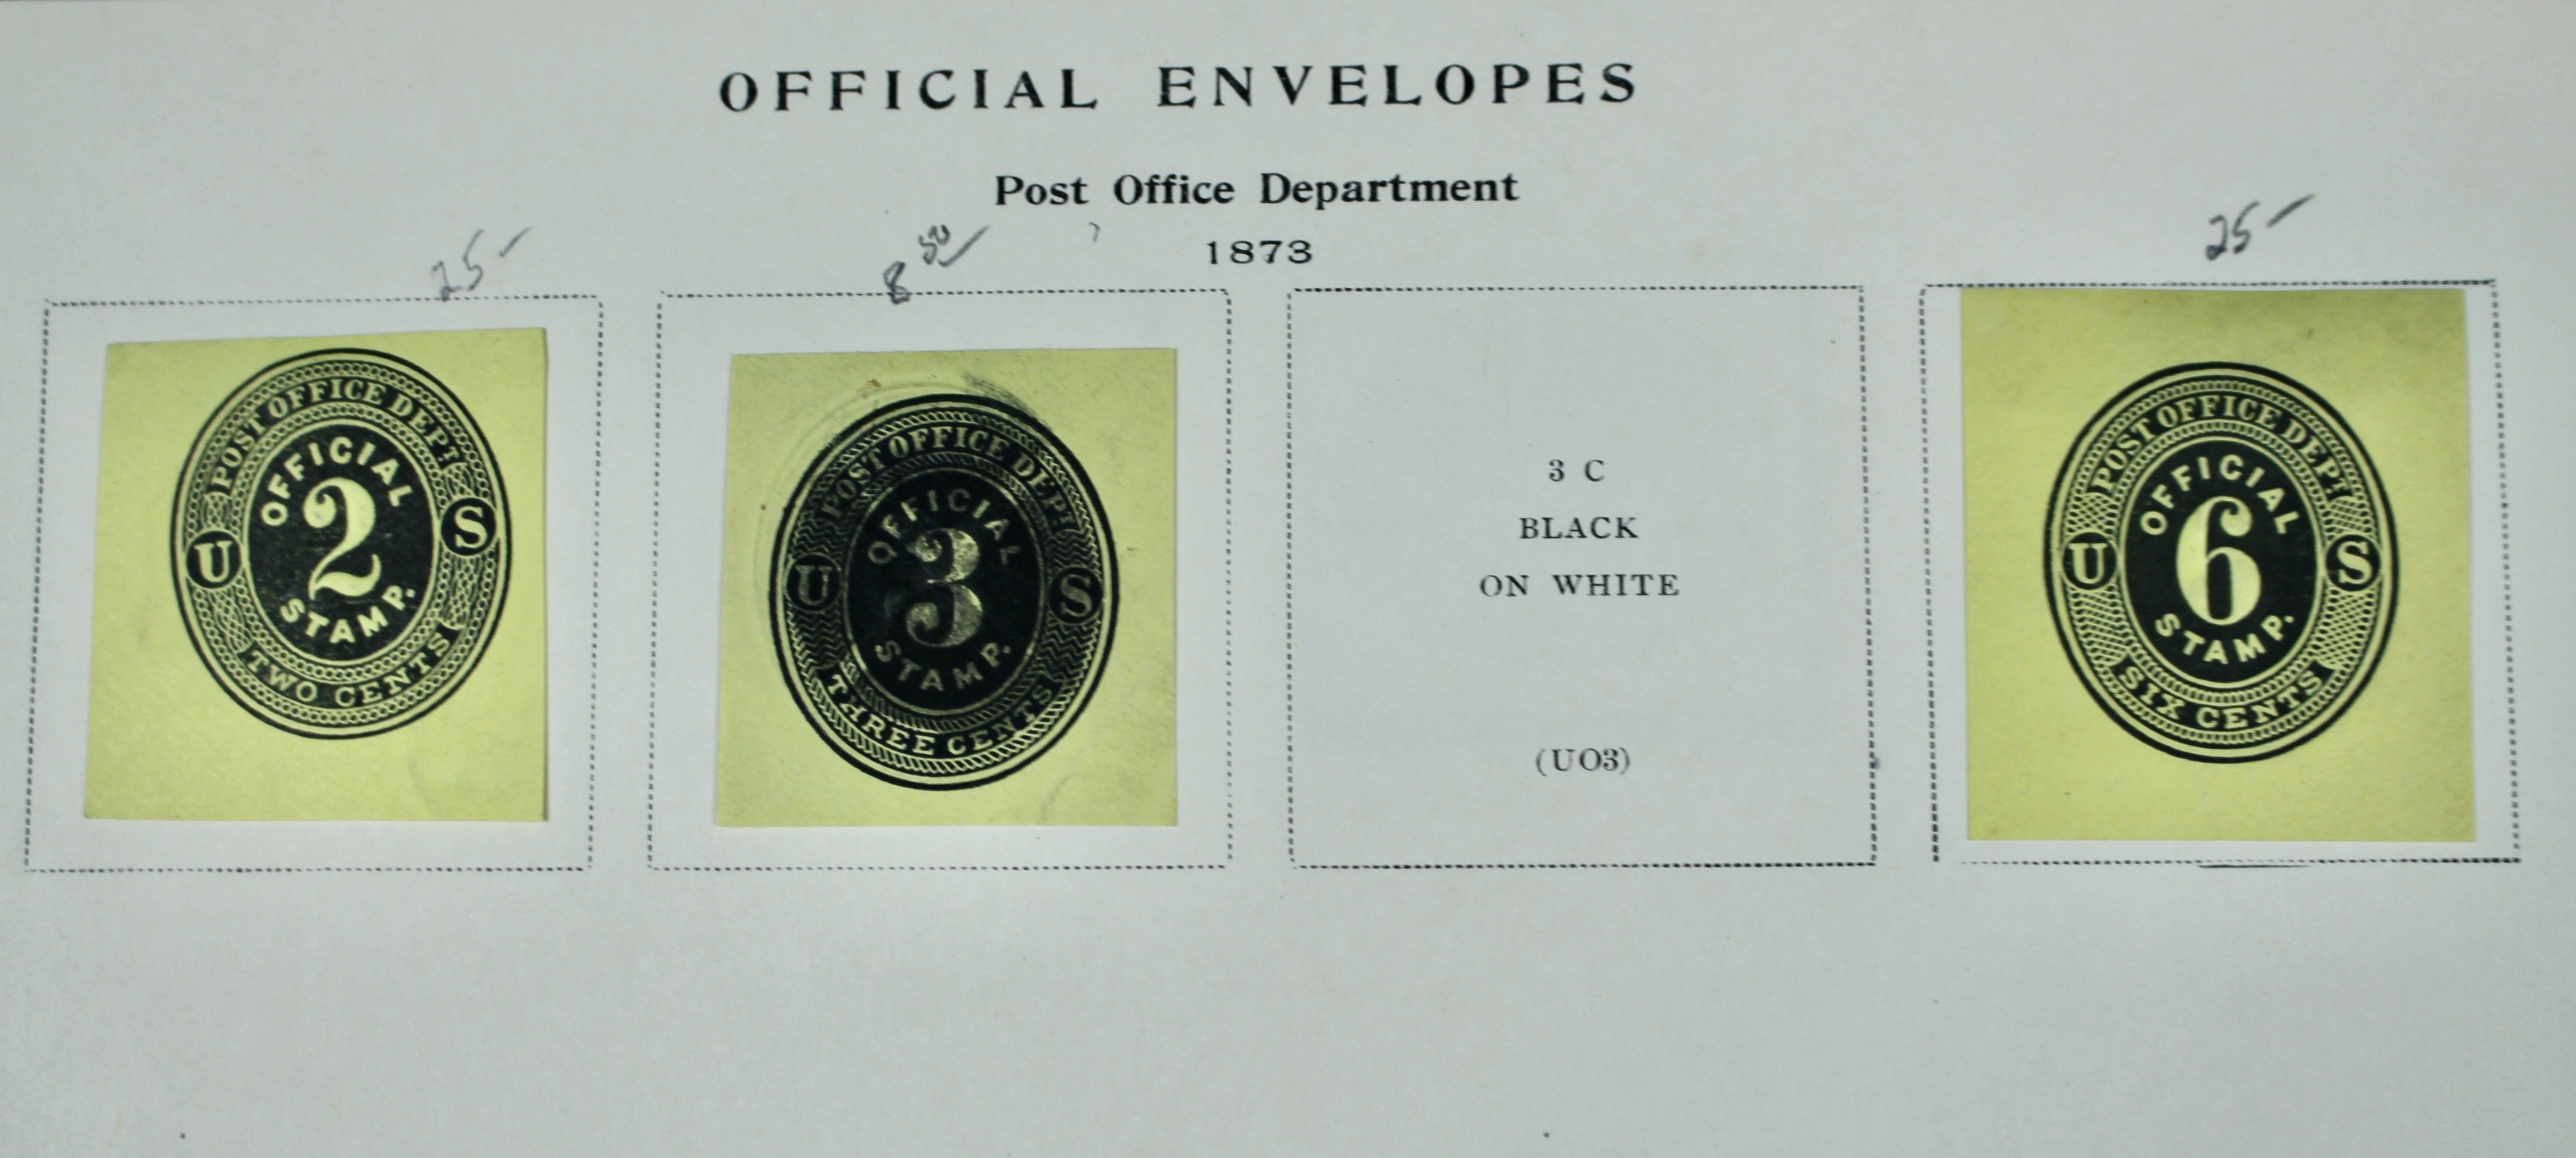 OFFICIAL ENVELOPES
Post Office Department
1873
25-
8 50
25-
POST OFFICE DEPT
OFFICIAL
2
U S
STAMP.
TWO CENTS
POST OFFICE DEPT
OFFICIAL
3
U S
STAMP.
THREE CENTS
3 C
BLACK
ON WHITE
(UO3)
POST OFFICE DEPT
OFFICIAL
6
U S
STAMP.
SIX CENTS